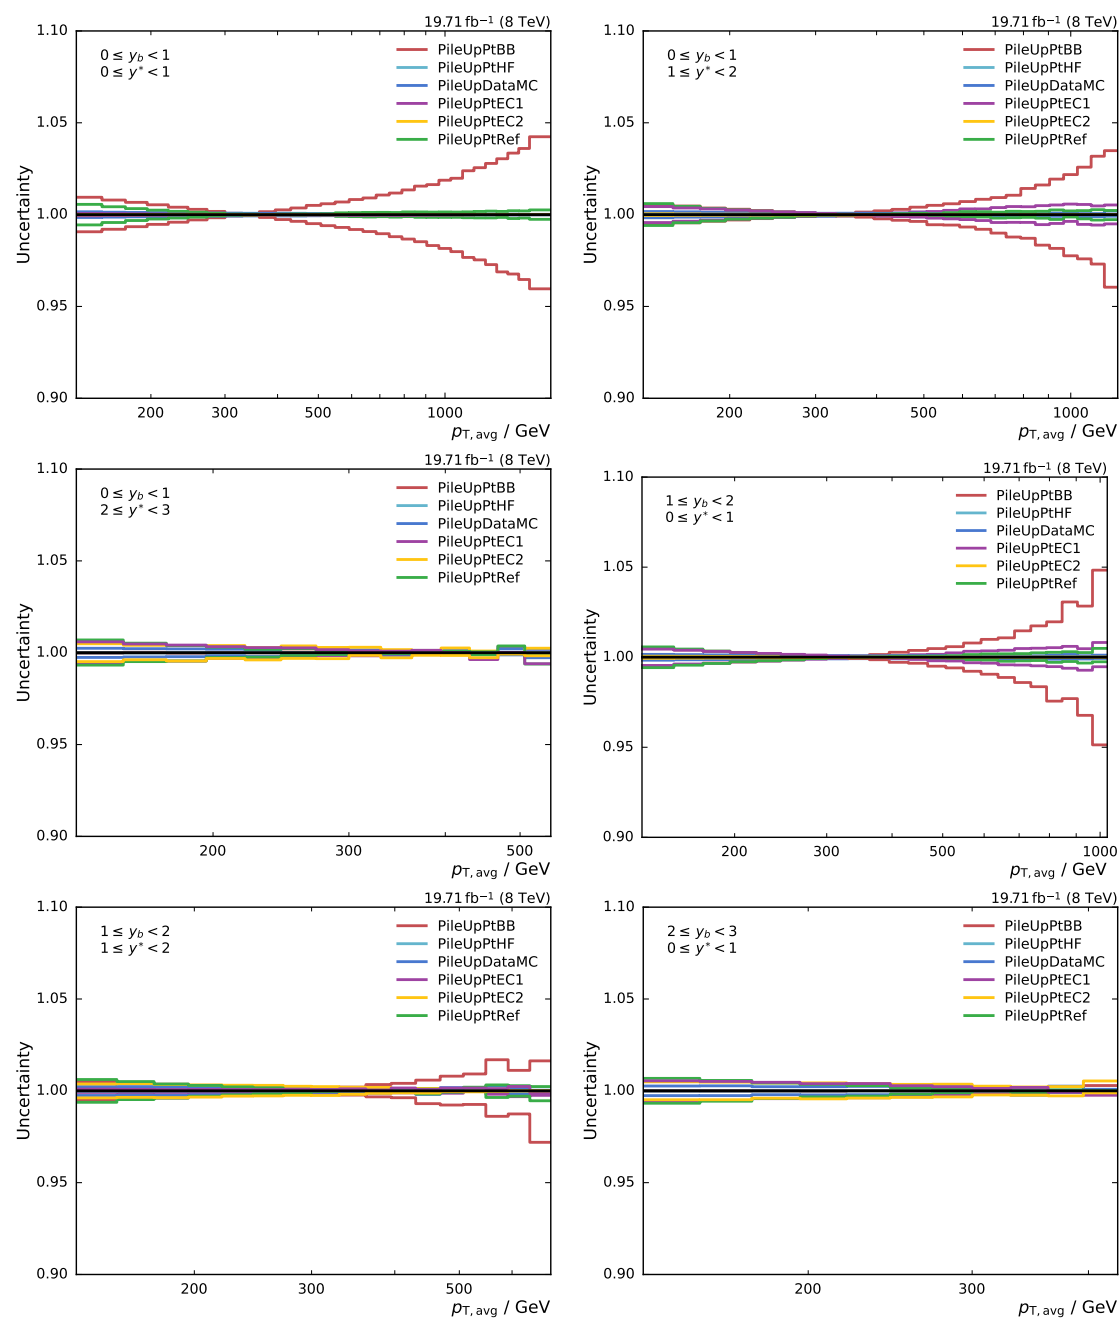 19.71 fb⁻¹ (8 TeV)
0 ≤ y_b < 1
0 ≤ y* < 1
PileUpPtBB
PileUpPtHF
PileUpDataMC
PileUpPtEC1
PileUpPtEC2
PileUpPtRef
Uncertainty
1.10
1.05
1.00
0.95
0.90
200 300 500 1000
p_T, avg / GeV
19.71 fb⁻¹ (8 TeV)
0 ≤ y_b < 1
1 ≤ y* < 2
PileUpPtBB
PileUpPtHF
PileUpDataMC
PileUpPtEC1
PileUpPtEC2
PileUpPtRef
Uncertainty
1.10
1.05
1.00
0.95
0.90
200 300 500 1000
p_T, avg / GeV
19.71 fb⁻¹ (8 TeV)
0 ≤ y_b < 1
2 ≤ y* < 3
PileUpPtBB
PileUpPtHF
PileUpDataMC
PileUpPtEC1
PileUpPtEC2
PileUpPtRef
Uncertainty
1.10
1.05
1.00
0.95
0.90
200 300 500
p_T, avg / GeV
19.71 fb⁻¹ (8 TeV)
1 ≤ y_b < 2
0 ≤ y* < 1
PileUpPtBB
PileUpPtHF
PileUpDataMC
PileUpPtEC1
PileUpPtEC2
PileUpPtRef
Uncertainty
1.10
1.05
1.00
0.95
0.90
200 300 500 1000
p_T, avg / GeV
19.71 fb⁻¹ (8 TeV)
1 ≤ y_b < 2
1 ≤ y* < 2
PileUpPtBB
PileUpPtHF
PileUpDataMC
PileUpPtEC1
PileUpPtEC2
PileUpPtRef
Uncertainty
1.10
1.05
1.00
0.95
0.90
200 300 500
p_T, avg / GeV
19.71 fb⁻¹ (8 TeV)
2 ≤ y_b < 3
0 ≤ y* < 1
PileUpPtBB
PileUpPtHF
PileUpDataMC
PileUpPtEC1
PileUpPtEC2
PileUpPtRef
Uncertainty
1.10
1.05
1.00
0.95
0.90
200 300
p_T, avg / GeV